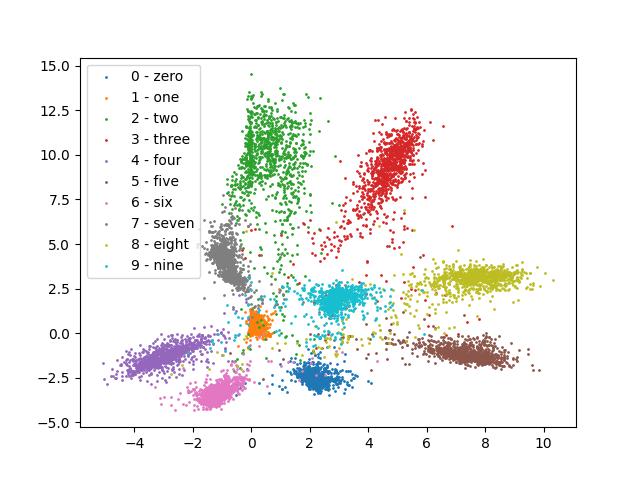 15.0
12.5
10.0
7.5
5.0
2.5
0.0
−2.5
−5.0
0 - zero
1 - one
2 - two
3 - three
4 - four
5 - five
6 - six
7 - seven
8 - eight
9 - nine
−4 −2 0 2 4 6 8 10